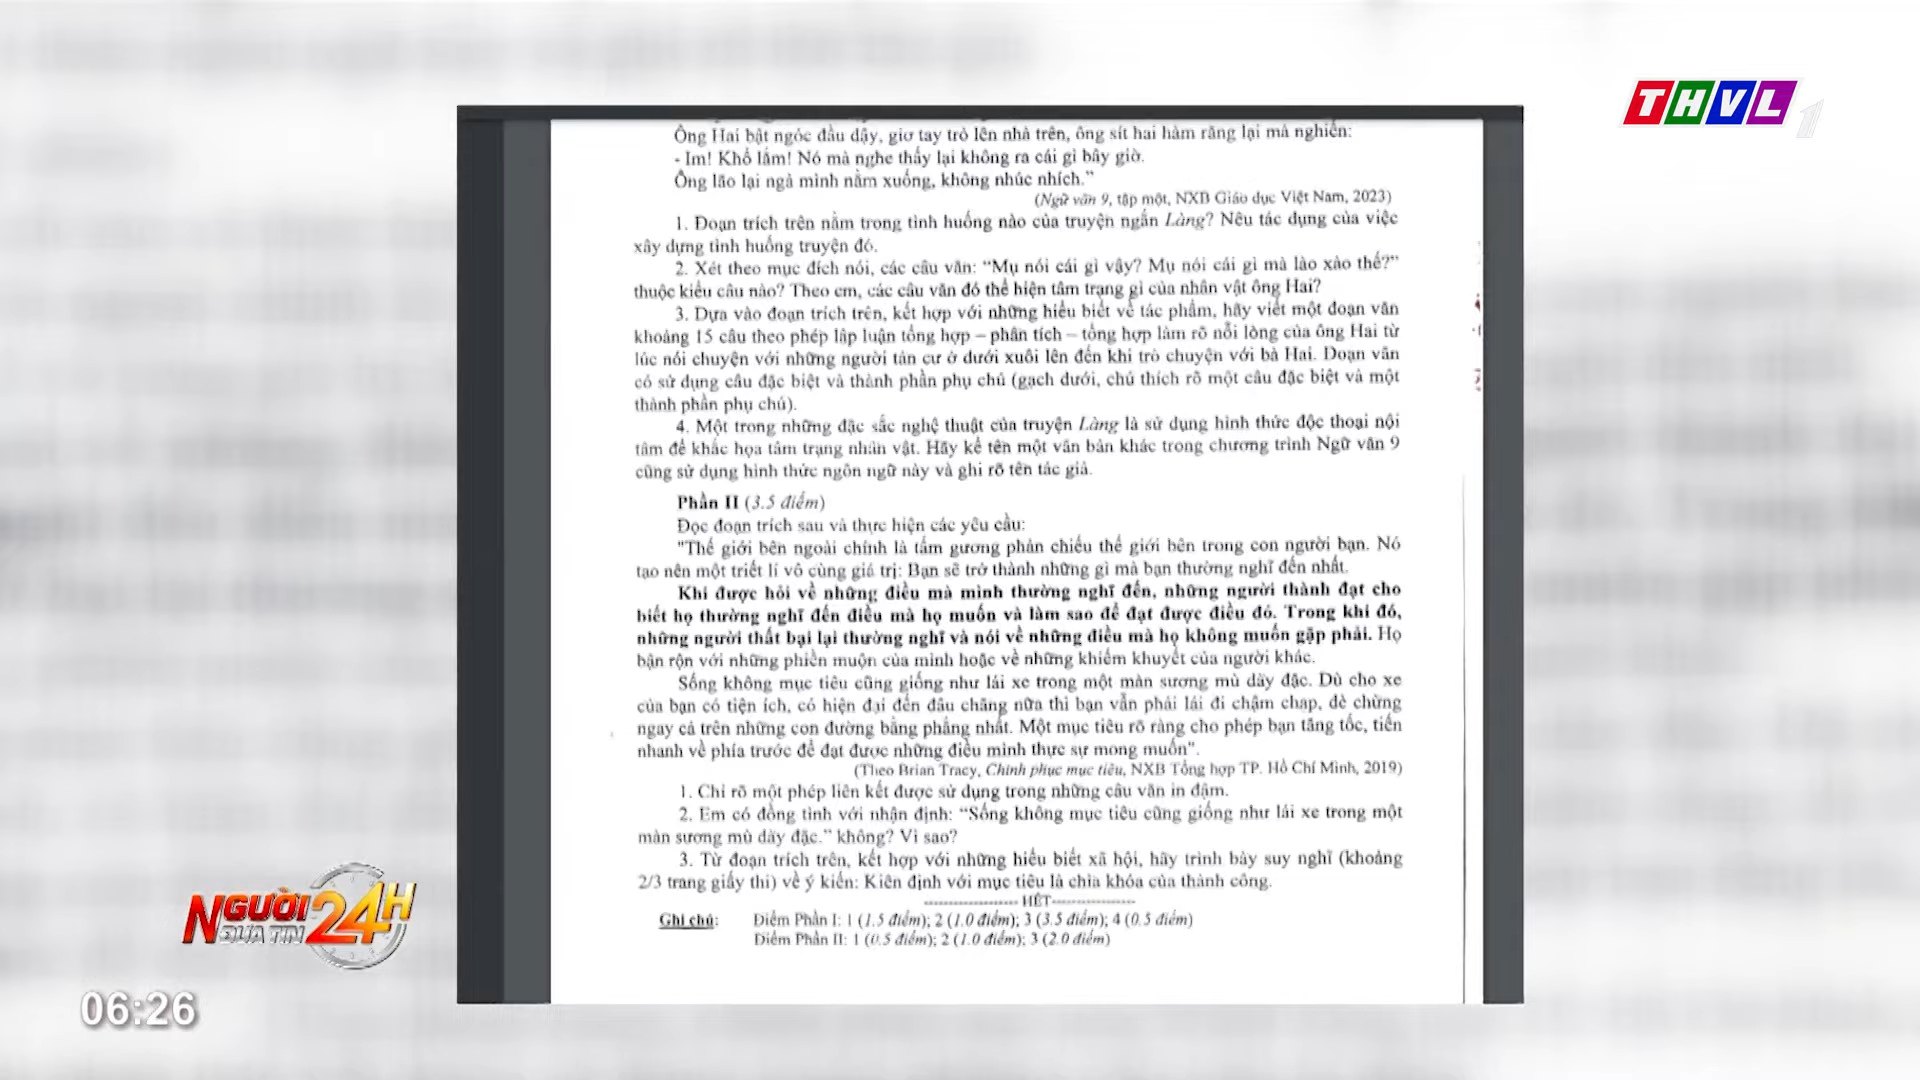 THVL 1
Ông Hai bật ngóc đầu dậy, giơ tay trỏ lên nhà trên, ông sít hai hàm răng lại mà nghiến:
- Im! Khổ lắm! Nó mà nghe thấy lại không ra cái gì bây giờ.
Ông lão lại ngả mình nằm xuống, không nhúc nhích.”
(Ngữ văn 9, tập một, NXB Giáo dục Việt Nam, 2023)
1. Đoạn trích trên nằm trong tình huống nào của truyện ngắn Làng? Nêu tác dụng của việc
xây dựng tình huống truyện đó.
2. Xét theo mục đích nói, các câu văn: “Mụ nói cái gì vậy? Mụ nói cái gì mà lào xào thế?”
thuộc kiểu câu nào? Theo em, các câu văn đó thể hiện tâm trạng gì của nhân vật ông Hai?
3. Dựa vào đoạn trích trên, kết hợp với những hiểu biết về tác phẩm, hãy viết một đoạn văn
khoảng 15 câu theo phép lập luận tổng hợp – phân tích – tổng hợp làm rõ nỗi lòng của ông Hai từ
lúc nói chuyện với những người tản cư ở dưới xuôi lên đến khi trò chuyện với bà Hai. Đoạn văn
có sử dụng câu đặc biệt và thành phần phụ chú (gạch dưới, chú thích rõ một câu đặc biệt và một
thành phần phụ chú).
4. Một trong những đặc sắc nghệ thuật của truyện Làng là sử dụng hình thức độc thoại nội
tâm để khắc họa tâm trạng nhân vật. Hãy kể tên một văn bản khác trong chương trình Ngữ văn 9
cũng sử dụng hình thức ngôn ngữ này và ghi rõ tên tác giả.
Phần II (3.5 điểm)
Đọc đoạn trích sau và thực hiện các yêu cầu:
"Thế giới bên ngoài chính là tấm gương phản chiếu thế giới bên trong con người bạn. Nó
tạo nên một triết lí vô cùng giá trị: Bạn sẽ trở thành những gì mà bạn thường nghĩ đến nhất.
Khi được hỏi về những điều mà mình thường nghĩ đến, những người thành đạt cho
biết họ thường nghĩ đến điều mà họ muốn và làm sao để đạt được điều đó. Trong khi đó,
những người thất bại lại thường nghĩ và nói về những điều mà họ không muốn gặp phải. Họ
bận rộn với những phiền muộn của mình hoặc về những khiếm khuyết của người khác.
Sống không mục tiêu cũng giống như lái xe trong một màn sương mù dày đặc. Dù cho xe
của bạn có tiện ích, có hiện đại đến đâu chăng nữa thì bạn vẫn phải lái đi chậm chạp, dè chừng
ngay cả trên những con đường bằng phẳng nhất. Một mục tiêu rõ ràng cho phép bạn tăng tốc, tiến
nhanh về phía trước để đạt được những điều mình thực sự mong muốn".
(Theo Brian Tracy, Chinh phục mục tiêu, NXB Tổng hợp TP. Hồ Chí Minh, 2019)
1. Chỉ rõ một phép liên kết được sử dụng trong những câu văn in đậm.
2. Em có đồng tình với nhận định: “Sống không mục tiêu cũng giống như lái xe trong một
màn sương mù dày đặc.” không? Vì sao?
3. Từ đoạn trích trên, kết hợp với những hiểu biết xã hội, hãy trình bày suy nghĩ (khoảng
2/3 trang giấy thi) về ý kiến: Kiên định với mục tiêu là chìa khóa của thành công.
-------------------- HẾT------------------
Ghi chú: Điểm Phần I: 1 (1.5 điểm); 2 (1.0 điểm); 3 (3.5 điểm); 4 (0.5 điểm)
Điểm Phần II: 1 (0.5 điểm); 2 (1.0 điểm); 3 (2.0 điểm)
NGƯỜI ĐƯA TIN 24H
06:26